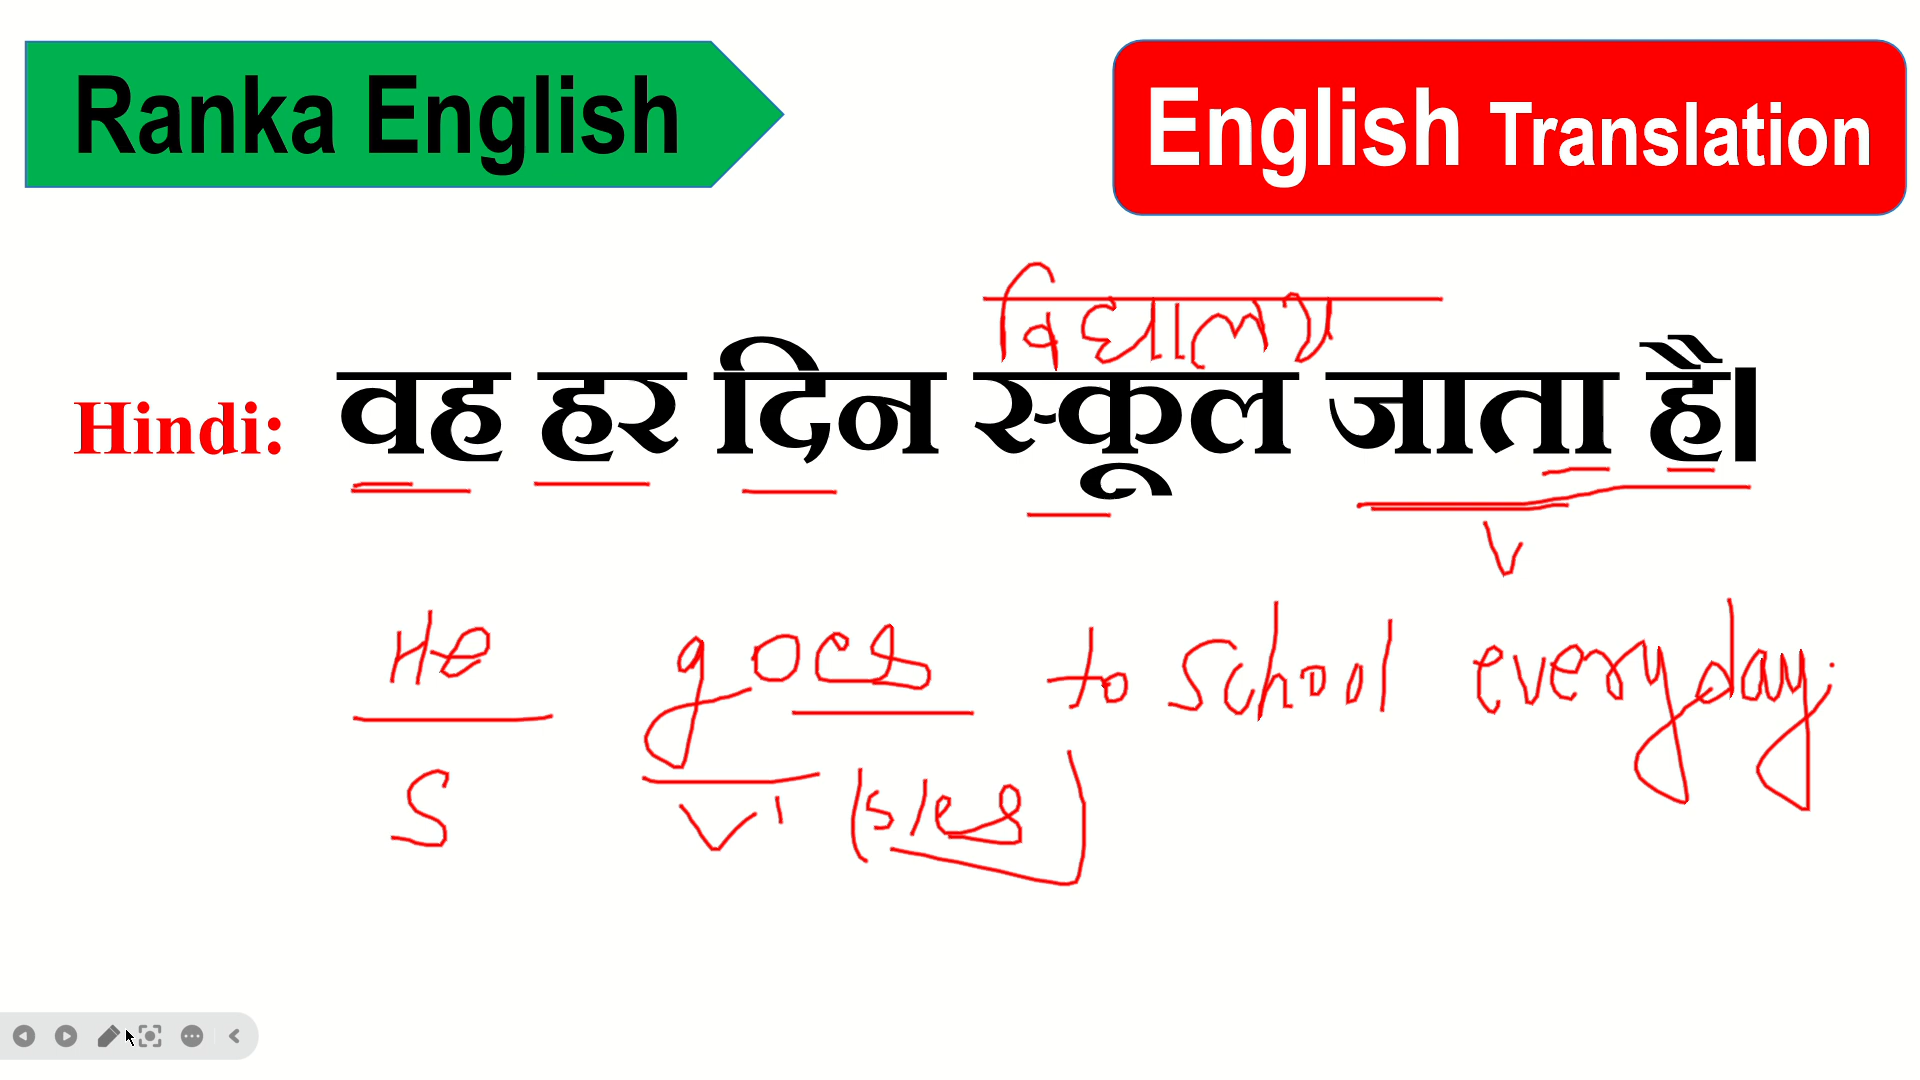 Ranka English
English Translation
विद्यालय
Hindi: वह हर दिन स्कूल जाता है।
V
He goes to school everyday.
S V1 (s/es)